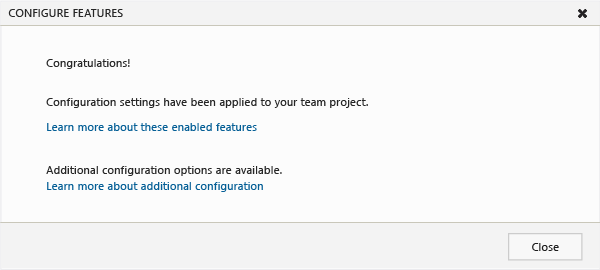 CONFIGURE FEATURES
Congratulations!
Configuration settings have been applied to your team project.
Learn more about these enabled features
Additional configuration options are available.
Learn more about additional configuration
Close